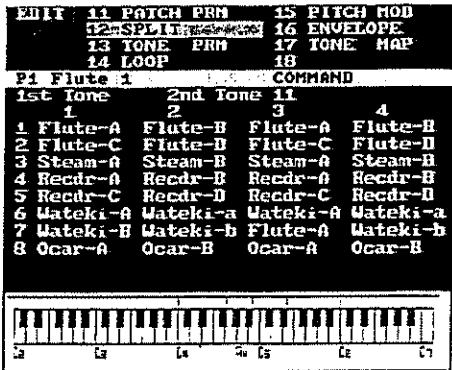 EDIT 11 PATCH PRM 15 PITCH MOD
12 SPLIT 16 ENVELOPE
13 TONE PRM 17 TONE MAP
14 LOOP 18
P1 Flute 1 COMMAND
1st Tone 2nd Tone 11
1 2 3 4
1 Flute-A Flute-B Flute-A Flute-B
2 Flute-C Flute-D Flute-C Flute-D
3 Steam-A Steam-B Steam-A Steam-B
4 Recdr-A Recdr-B Recdr-A Recdr-B
5 Recdr-C Recdr-D Recdr-C Recdr-D
6 Wateki-A Wateki-a Wateki-A Wateki-a
7 Wateki-B Wateki-b Flute-A Wateki-b
8 Ocar-A Ocar-B Ocar-A Ocar-B
C4 C5 C7